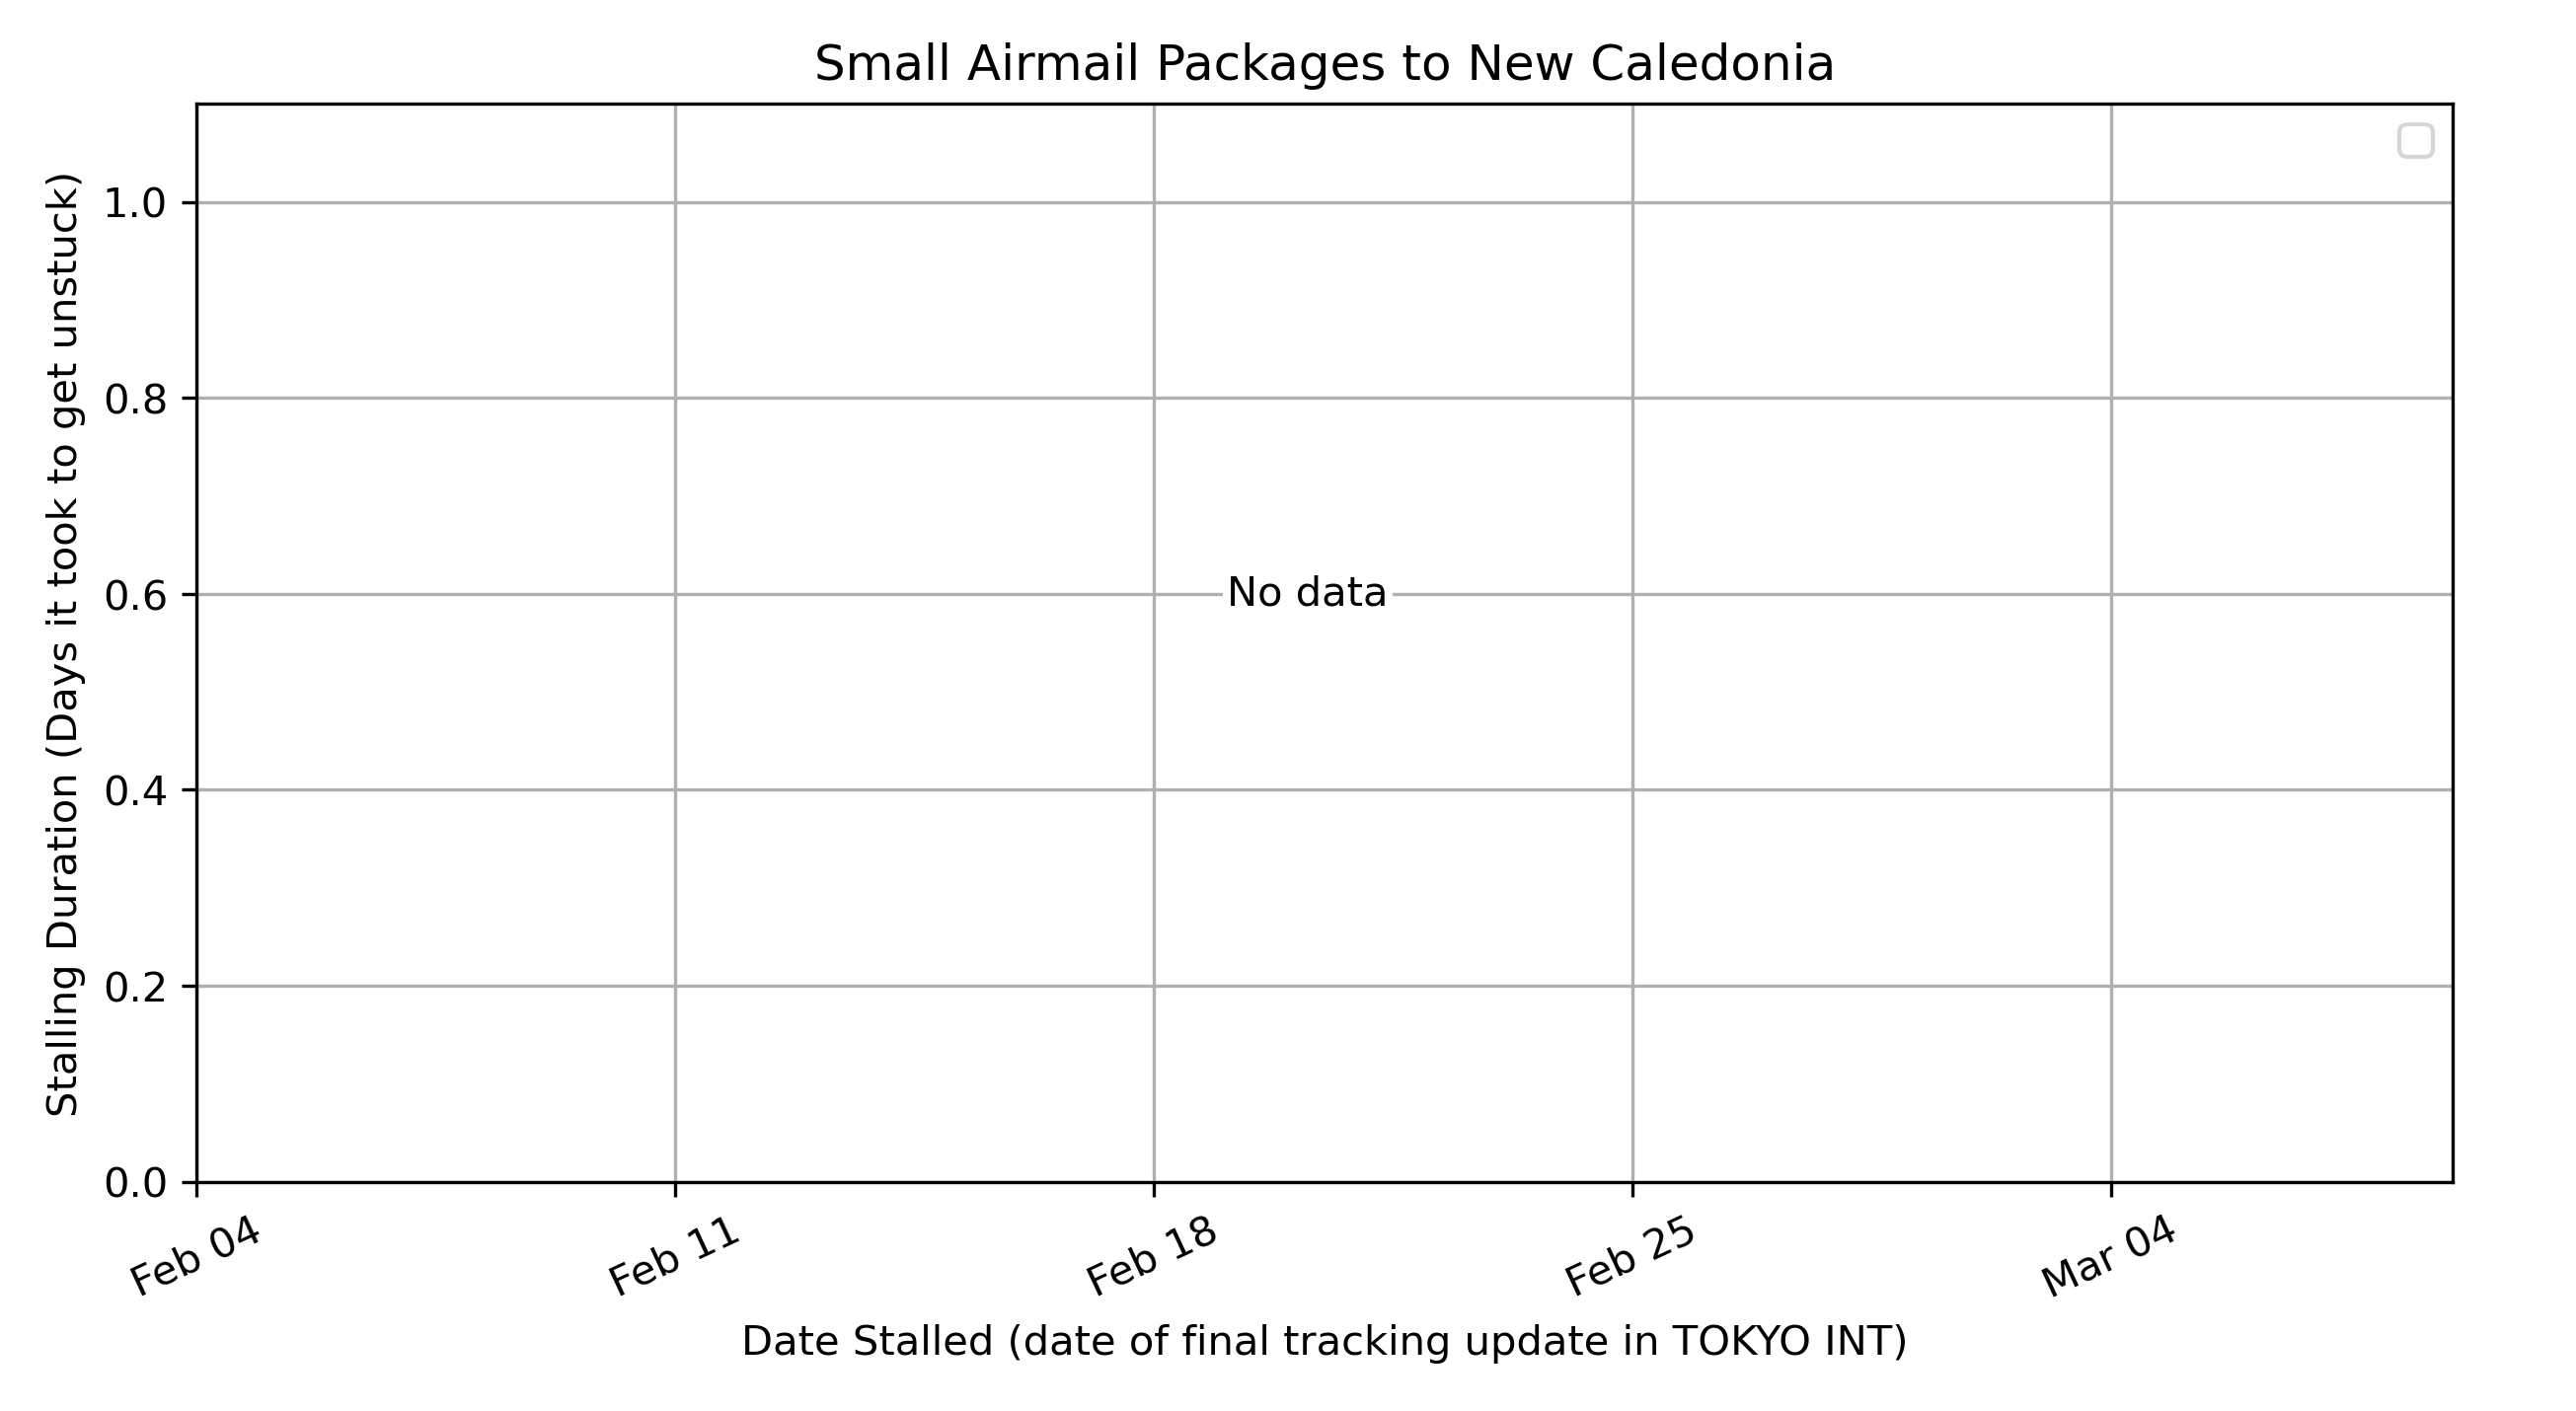 Small Airmail Packages to New Caledonia
Stalling Duration (Days it took to get unstuck)
1.0
0.8
0.6
0.4
0.2
0.0
No data
Feb 04
Feb 11
Feb 18
Feb 25
Mar 04
Date Stalled (date of final tracking update in TOKYO INT)